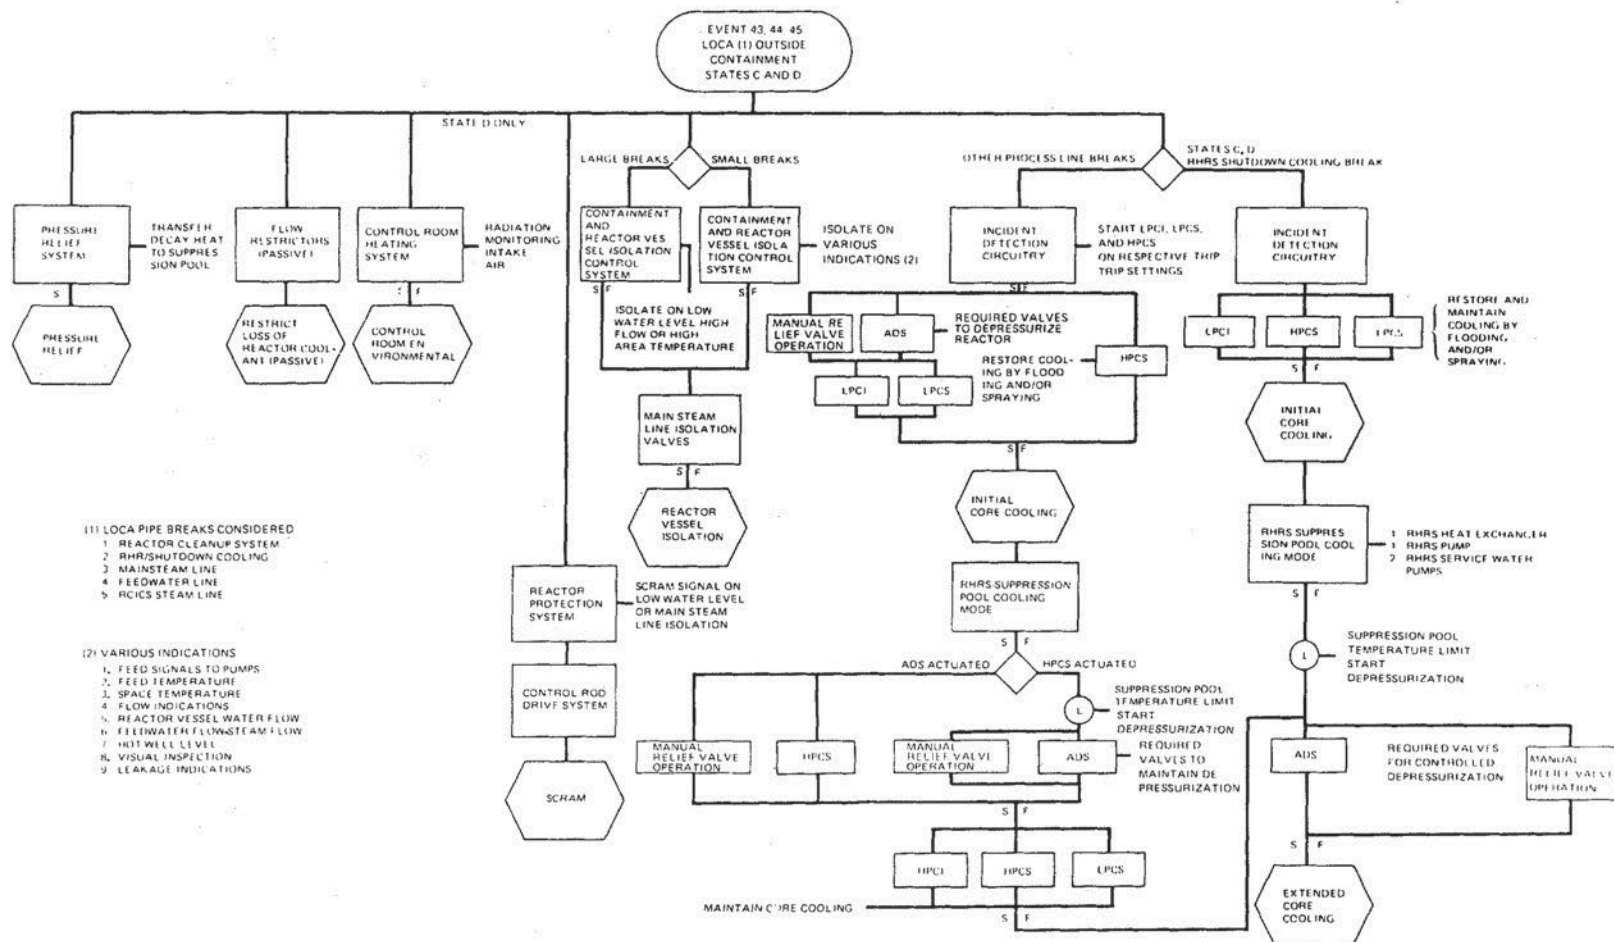 EVENT 43, 44, 45
LOCA (1) OUTSIDE
CONTAINMENT
STATES C AND D
STATE D ONLY
LARGE BREAKS
SMALL BREAKS
OTHER PROCESS LINE BREAKS
STATES C, D
RHRS SHUTDOWN COOLING BREAK
PRESSURE
RELIEF
SYSTEM
TRANSFER
DECAY HEAT
TO SUPPRES
SION POOL
S
PRESSURE
RELIEF
FLOW
RESTRICTORS
(PASSIVE)
RESTRICT
LOSS OF
REACTOR COOL-
ANT (PASSIVE)
CONTROL ROOM
HEATING
SYSTEM
RADIATION
MONITORING
INTAKE
AIR
S F
CONTROL
ROOM EN
VIRONMENTAL
CONTAINMENT
AND
REACTOR VES
SEL ISOLATION
CONTROL
SYSTEM
S F
CONTAINMENT
AND REACTOR
VESSEL ISOLA
TION CONTROL
SYSTEM
S F
ISOLATE ON
VARIOUS
INDICATIONS (2)
ISOLATE ON LOW
WATER LEVEL HIGH
FLOW OR HIGH
AREA TEMPERATURE
MAIN STEAM
LINE ISOLATION
VALVES
S F
REACTOR
VESSEL
ISOLATION
INCIDENT
DETECTION
CIRCUITRY
S F
START LPCI, LPCS,
AND HPCS
ON RESPECTIVE TRIP
TRIP SETTINGS
MANUAL RE
LIEF VALVE
OPERATION
ADS
REQUIRED VALVES
TO DEPRESSURIZE
REACTOR
RESTORE COOL-
ING BY FLOOD
ING AND/OR
SPRAYING
HPCS
LPCI
LPCS
S F
INITIAL
CORE COOLING
INCIDENT
DETECTION
CIRCUITRY
LPCI
HPCS
LPCS
RESTORE AND
MAINTAIN
COOLING BY
FLOODING
AND/OR
SPRAYING
S F
INITIAL
CORE
COOLING
RHRS SUPPRES
SION POOL COOL
ING MODE
1 RHRS HEAT EXCHANGER
1 RHRS PUMP
2 RHRS SERVICE WATER
PUMPS
S F
L
SUPPRESSION POOL
TEMPERATURE LIMIT
START
DEPRESSURIZATION
(1) LOCA PIPE BREAKS CONSIDERED
1 REACTOR CLEANUP SYSTEM
2 RHR/SHUTDOWN COOLING
3 MAINSTEAM LINE
4 FEEDWATER LINE
5 RCICS STEAM LINE
(2) VARIOUS INDICATIONS
1. FEED SIGNALS TO PUMPS
2. FEED TEMPERATURE
3. SPACE TEMPERATURE
4 FLOW INDICATIONS
5. REACTOR VESSEL WATER FLOW
6 FEEDWATER FLOW-STEAM FLOW
7 HOT WELL LEVEL
8. VISUAL INSPECTION
9 LEAKAGE INDICATIONS
REACTOR
PROTECTION
SYSTEM
SCRAM SIGNAL ON
LOW WATER LEVEL
OR MAIN STEAM
LINE ISOLATION
CONTROL ROD
DRIVE SYSTEM
SCRAM
RHRS SUPPRESSION
POOL COOLING
MODE
S F
ADS ACTUATED
HPCS ACTUATED
L
SUPPRESSION POOL
TEMPERATURE LIMIT
START
DEPRESSURIZATION
MANUAL
RELIEF VALVE
OPERATION
HPCS
MANUAL
RELIEF VALVE
OPERATION
ADS
REQUIRED
VALVES TO
MAINTAIN DE
PRESSURIZATION
S F
HPCI
HPCS
LPCS
MAINTAIN CORE COOLING
S F
ADS
REQUIRED VALVES
FOR CONTROLLED
DEPRESSURIZATION
MANUAL
RELIEF VALVE
OPERATION
S F
EXTENDED
CORE
COOLING